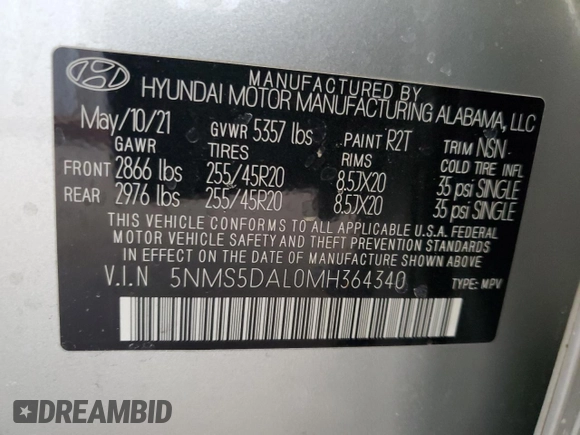 MANUFACTURED BY
HYUNDAI MOTOR MANUFACTURING ALABAMA, LLC
May/10/21 GVWR 5357 lbs PAINT R2T TRIM NSN
GAWR TIRES RIMS COLD TIRE INFL
FRONT 2866 lbs 255/45R20 8.5JX20 35 psi SINGLE
REAR 2976 lbs 255/45R20 8.5JX20 35 psi SINGLE
THIS VEHICLE CONFORMS TO ALL APPLICABLE U.S.A. FEDERAL
MOTOR VEHICLE SAFETY AND THEFT PREVENTION STANDARDS
IN EFFECT ON THE DATE OF MANUFACTURE SHOWN ABOVE.
V.I.N 5NMS5DAL0MH364340 TYPE: MPV
DREAMBID